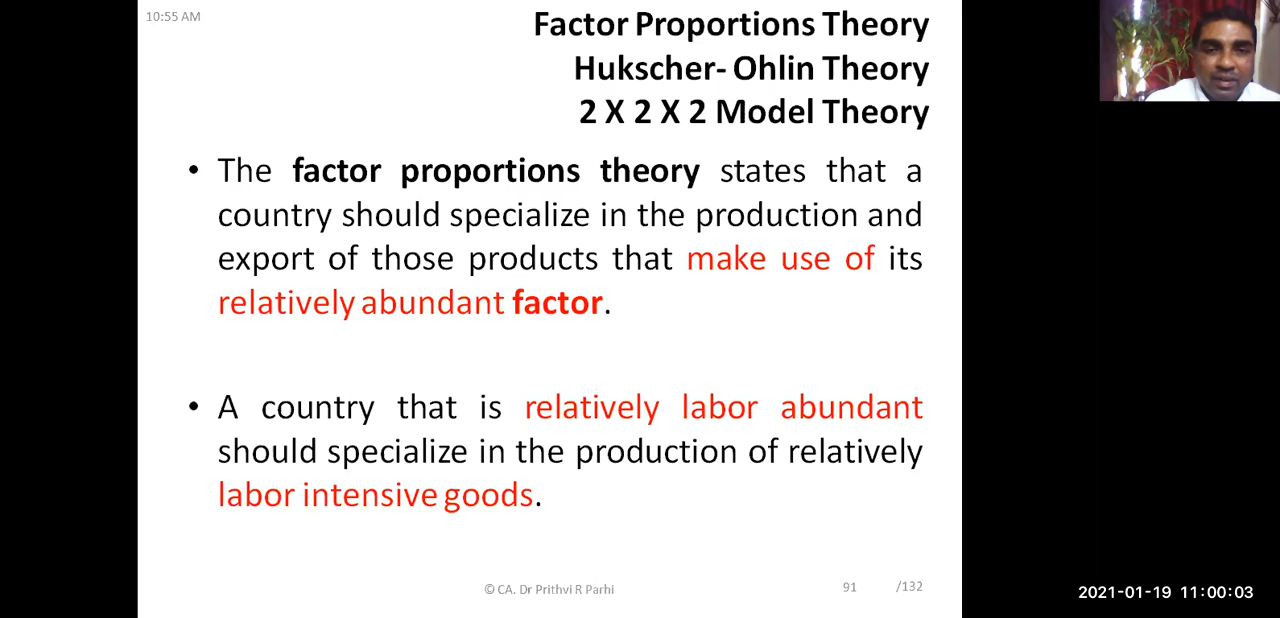 10:55 AM
Factor Proportions Theory
Hukscher- Ohlin Theory
2 X 2 X 2 Model Theory
• The factor proportions theory states that a
country should specialize in the production and
export of those products that make use of its
relatively abundant factor.
• A country that is relatively labor abundant
should specialize in the production of relatively
labor intensive goods.
© CA. Dr Prithvi R Parhi
91
/132
2021-01-19 11:00:03